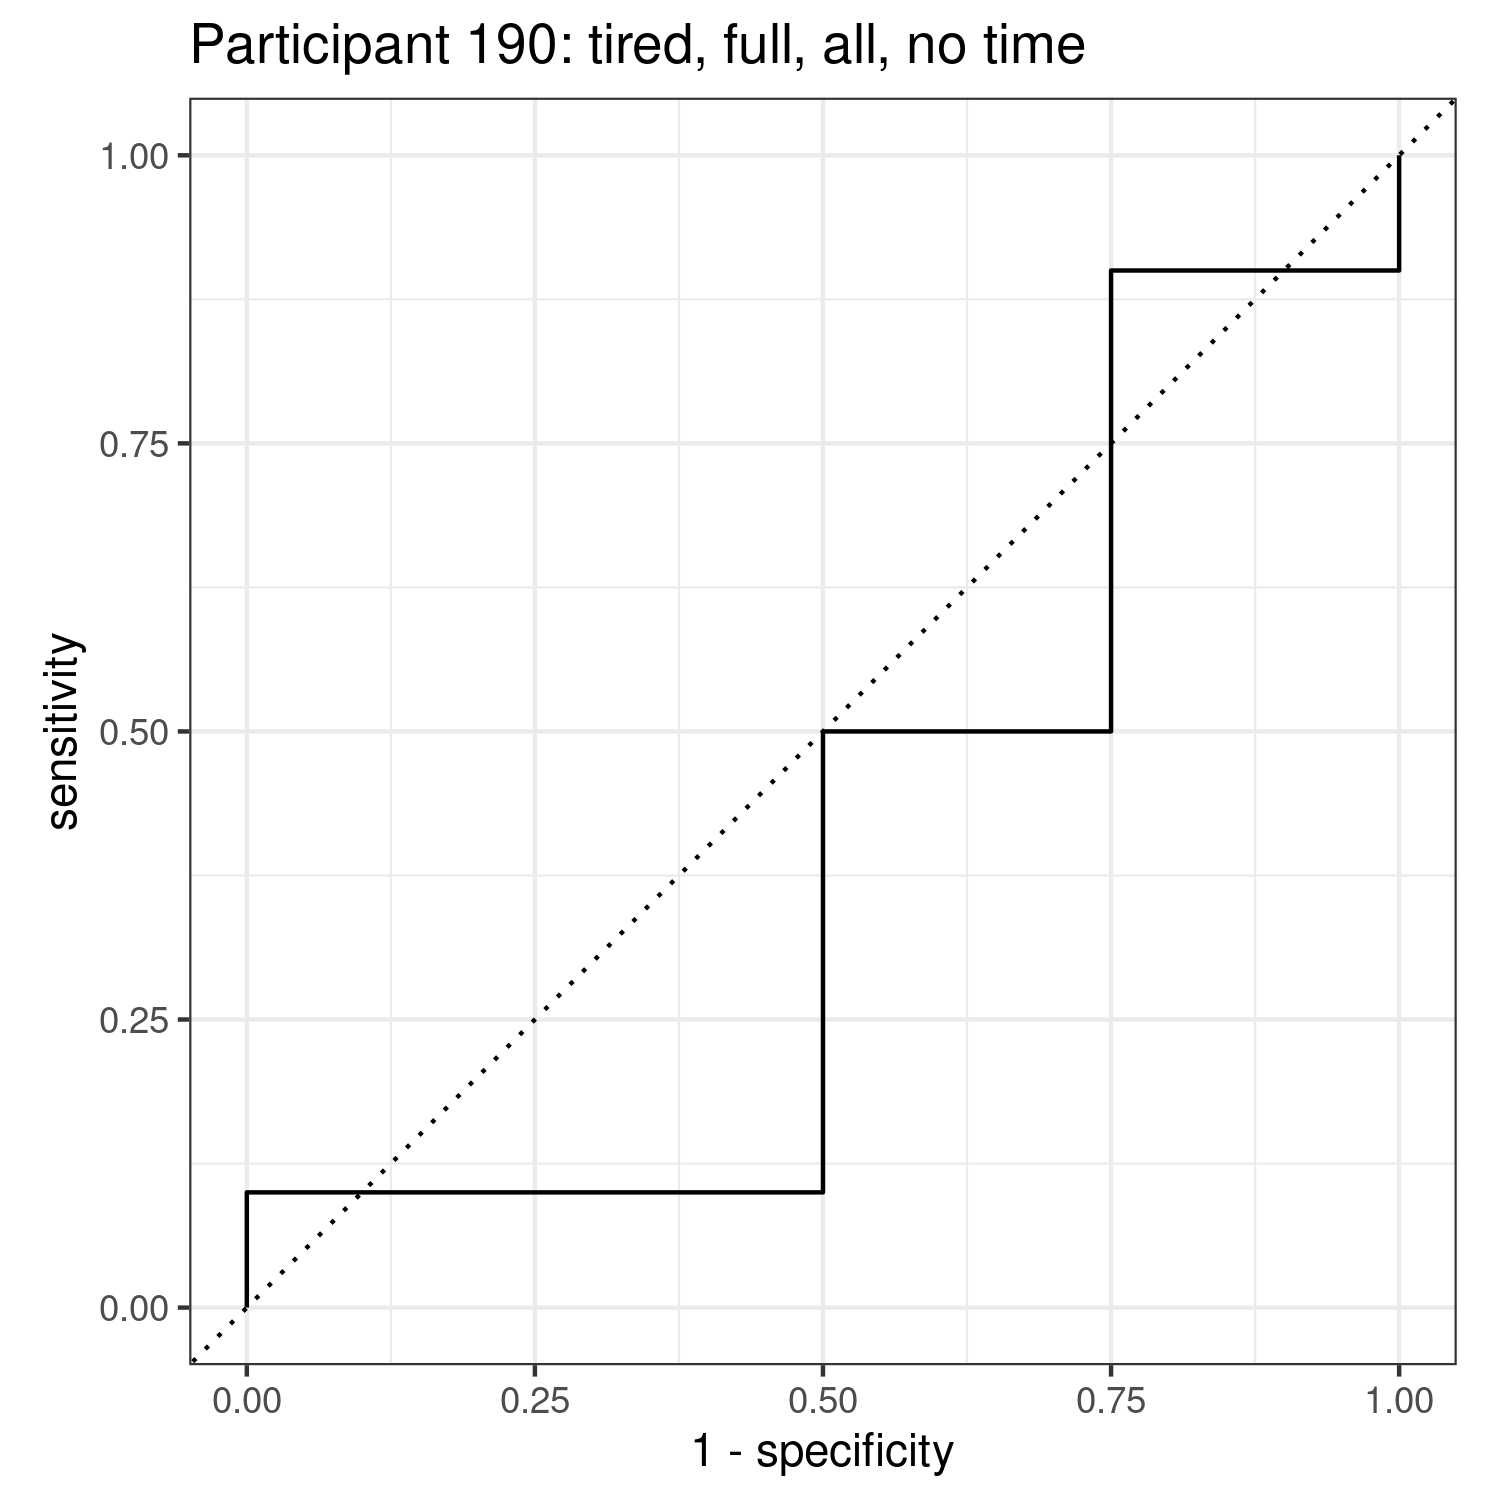 Participant 190: tired, full, all, no time
1.00
0.75
0.50
0.25
0.00
sensitivity
0.00 0.25 0.50 0.75 1.00
1 - specificity